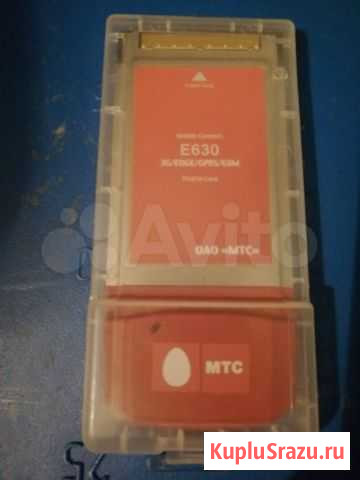 Mobile Connect
E630
3G/EDGE/GPRS/GSM
ОАО «МТС»
Avito
МТС
KupluSrazu.ru